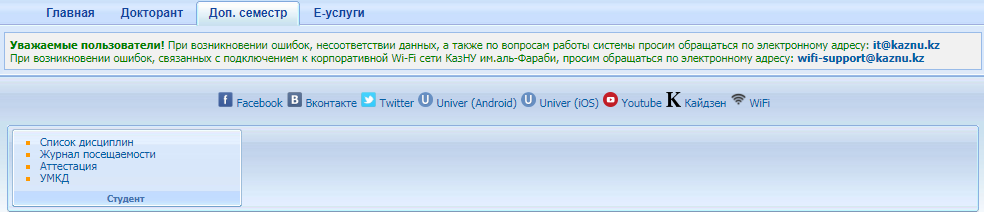 Главная Докторант Доп. семестр Е-услуги
Уважаемые пользователи! При возникновении ошибок, несоответствии данных, а также по вопросам работы системы просим обращаться по электронному адресу: it@kaznu.kz
При возникновении ошибок, связанных с подключением к корпоративной Wi-Fi сети КазНУ им.аль-Фараби, просим обращаться по электронному адресу: wifi-support@kaznu.kz
Facebook Вконтакте Twitter Univer (Android) Univer (iOS) Youtube Кайдзен WiFi
Список дисциплин
Журнал посещаемости
Аттестация
УМКД
Студент